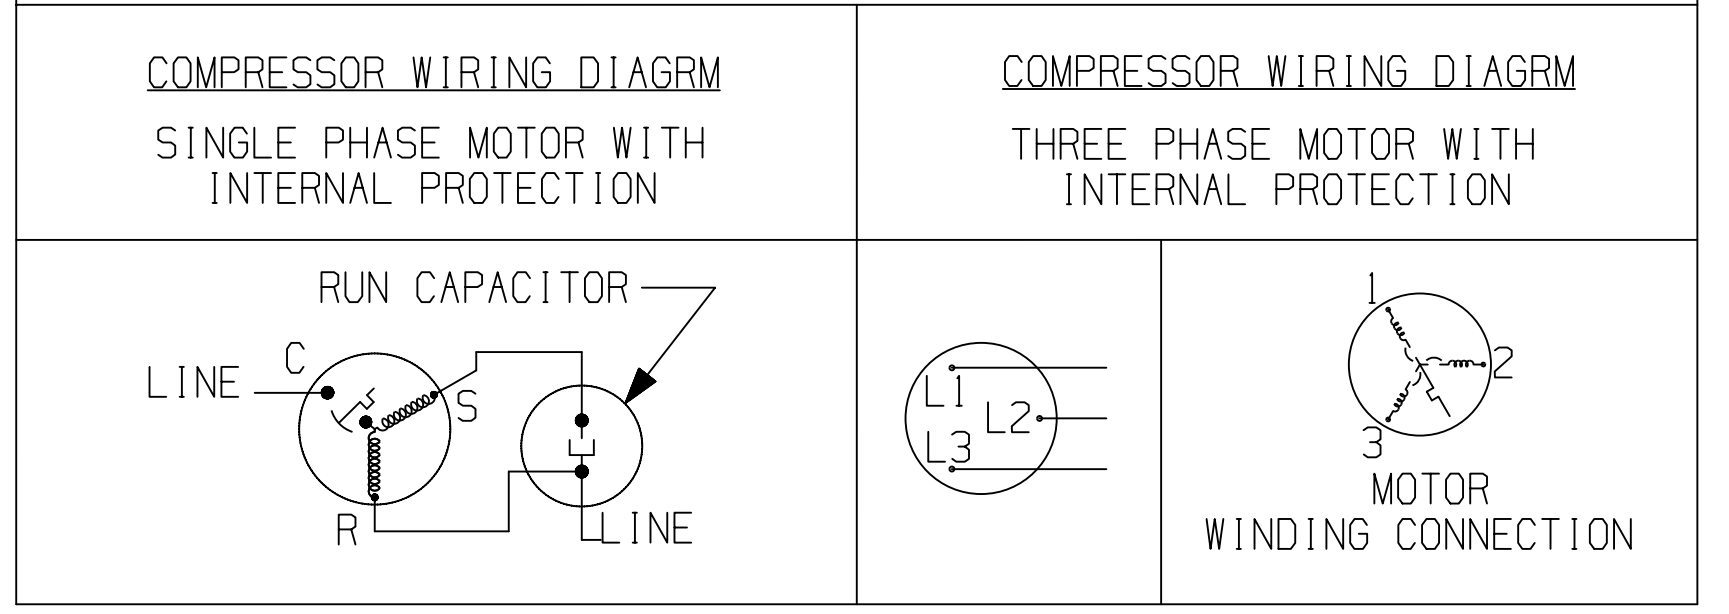 COMPRESSOR WIRING DIAGRM
SINGLE PHASE MOTOR WITH
INTERNAL PROTECTION
COMPRESSOR WIRING DIAGRM
THREE PHASE MOTOR WITH
INTERNAL PROTECTION
RUN CAPACITOR
C
LINE
S
R
LINE
L1
L2
L3
1
2
3
MOTOR
WINDING CONNECTION